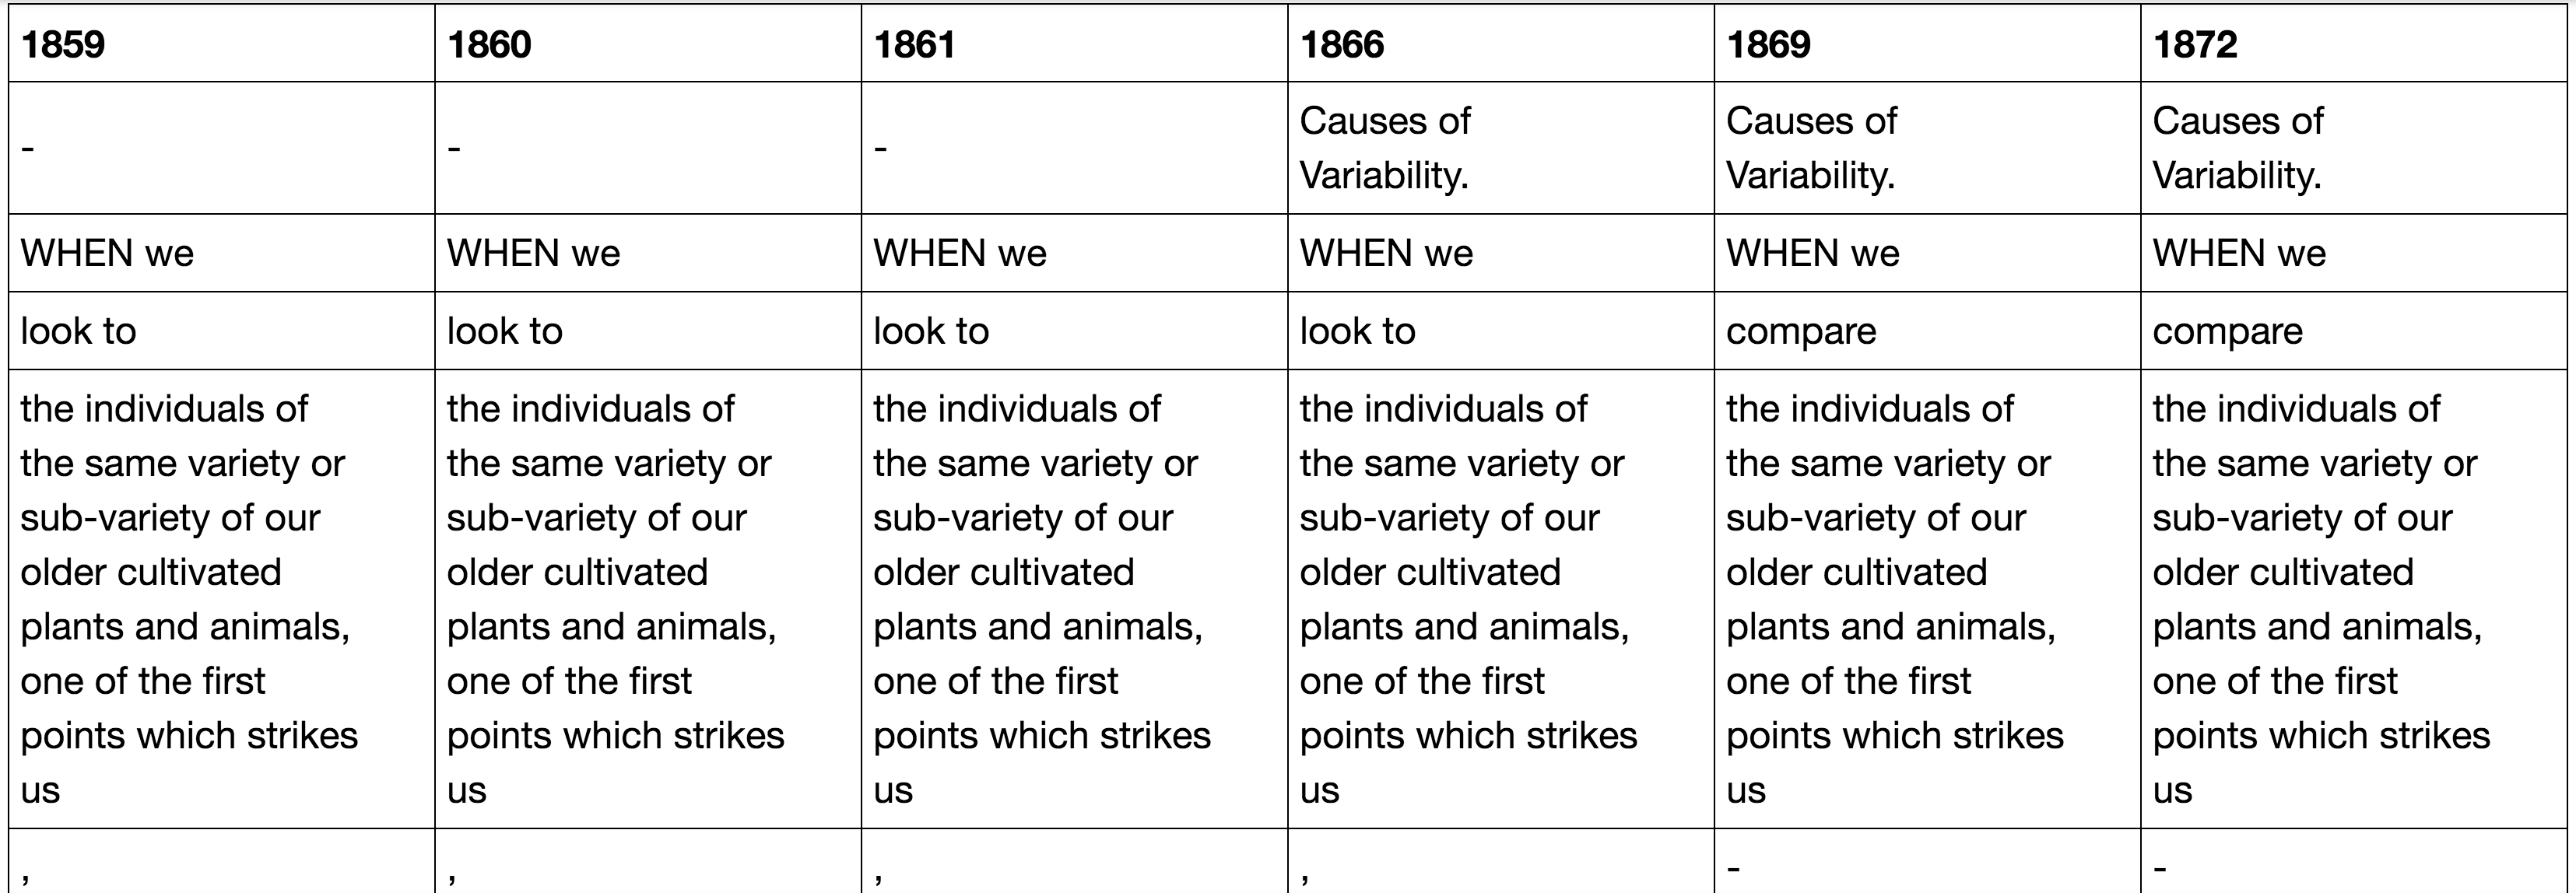 1859 1860 1861 1866 1869 1872
- - - Causes of Variability. Causes of Variability. Causes of Variability.
WHEN we WHEN we WHEN we WHEN we WHEN we WHEN we
look to look to look to look to compare compare
the individuals of the individuals of the individuals of the individuals of the individuals of the individuals of
the same variety or the same variety or the same variety or the same variety or the same variety or the same variety or
sub-variety of our sub-variety of our sub-variety of our sub-variety of our sub-variety of our sub-variety of our
older cultivated older cultivated older cultivated older cultivated older cultivated older cultivated
plants and animals, plants and animals, plants and animals, plants and animals, plants and animals, plants and animals,
one of the first one of the first one of the first one of the first one of the first one of the first
points which strikes points which strikes points which strikes points which strikes points which strikes points which strikes
us us us us us us
, , , , - -